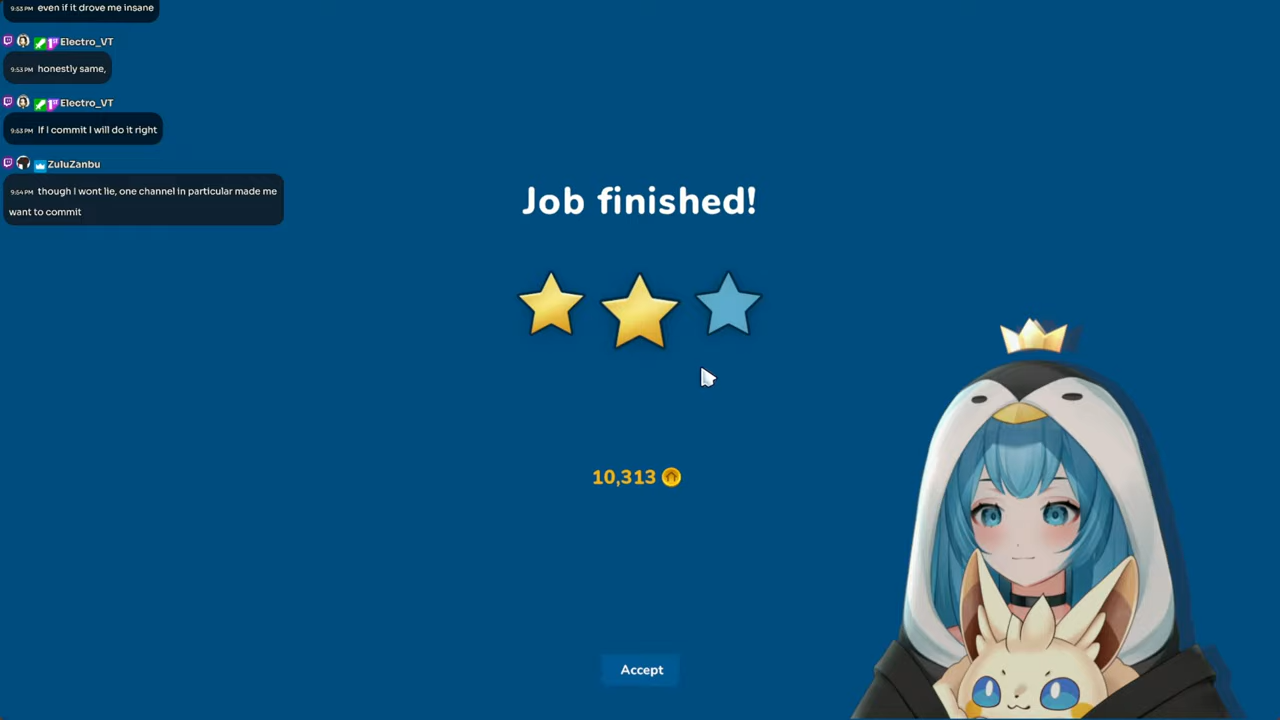 9:53 PM even if it drove me insane
Electro_VT
9:53 PM honestly same,
Electro_VT
9:53 PM If I commit I will do it right
ZuluZanbu
9:54 PM though I wont lie, one channel in particular made me
want to commit
Job finished!
10,313
Accept